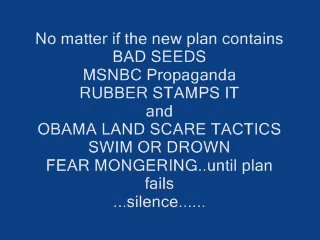 No matter if the new plan contains
BAD SEEDS
MSNBC Propaganda
RUBBER STAMPS IT
and
OBAMA LAND SCARE TACTICS
SWIM OR DROWN
FEAR MONGERING..until plan
fails
...silence......